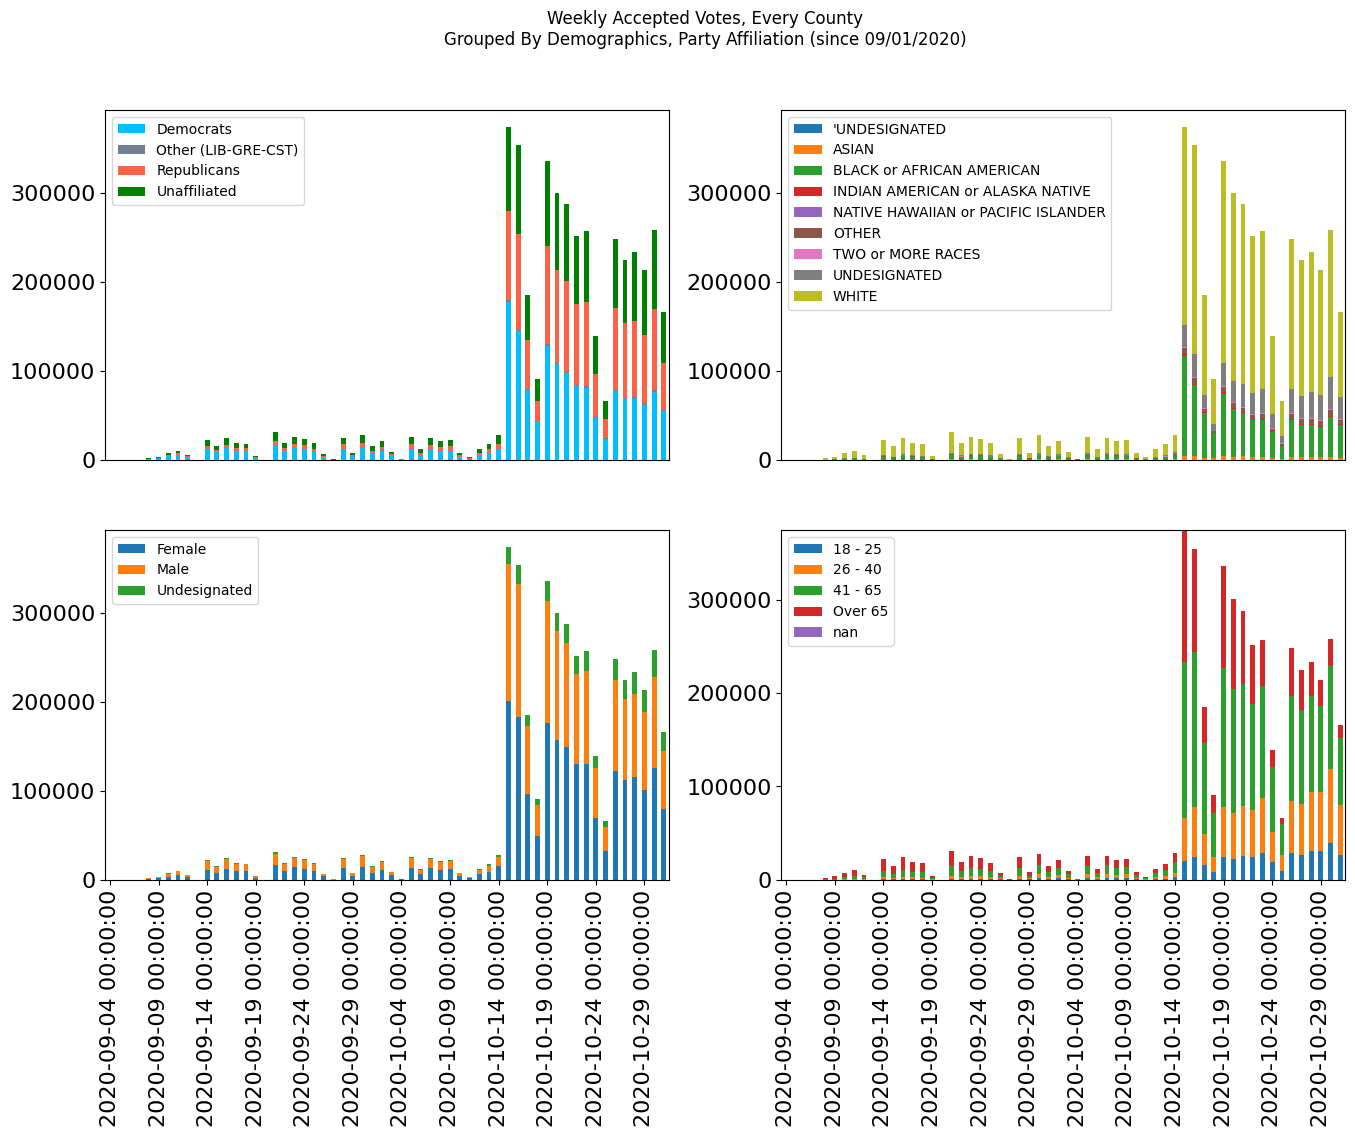 Weekly Accepted Votes, Every County
Grouped By Demographics, Party Affiliation (since 09/01/2020)
Democrats
Other (LIB-GRE-CST)
Republicans
Unaffiliated
300000
200000
100000
0
'UNDESIGNATED
ASIAN
BLACK or AFRICAN AMERICAN
INDIAN AMERICAN or ALASKA NATIVE
NATIVE HAWAIIAN or PACIFIC ISLANDER
OTHER
TWO or MORE RACES
UNDESIGNATED
WHITE
300000
200000
100000
0
Female
Male
Undesignated
300000
200000
100000
0
2020-09-04 00:00:00
2020-09-09 00:00:00
2020-09-14 00:00:00
2020-09-19 00:00:00
2020-09-24 00:00:00
2020-09-29 00:00:00
2020-10-04 00:00:00
2020-10-09 00:00:00
2020-10-14 00:00:00
2020-10-19 00:00:00
2020-10-24 00:00:00
2020-10-29 00:00:00
18 - 25
26 - 40
41 - 65
Over 65
nan
300000
200000
100000
0
2020-09-04 00:00:00
2020-09-09 00:00:00
2020-09-14 00:00:00
2020-09-19 00:00:00
2020-09-24 00:00:00
2020-09-29 00:00:00
2020-10-04 00:00:00
2020-10-09 00:00:00
2020-10-14 00:00:00
2020-10-19 00:00:00
2020-10-24 00:00:00
2020-10-29 00:00:00